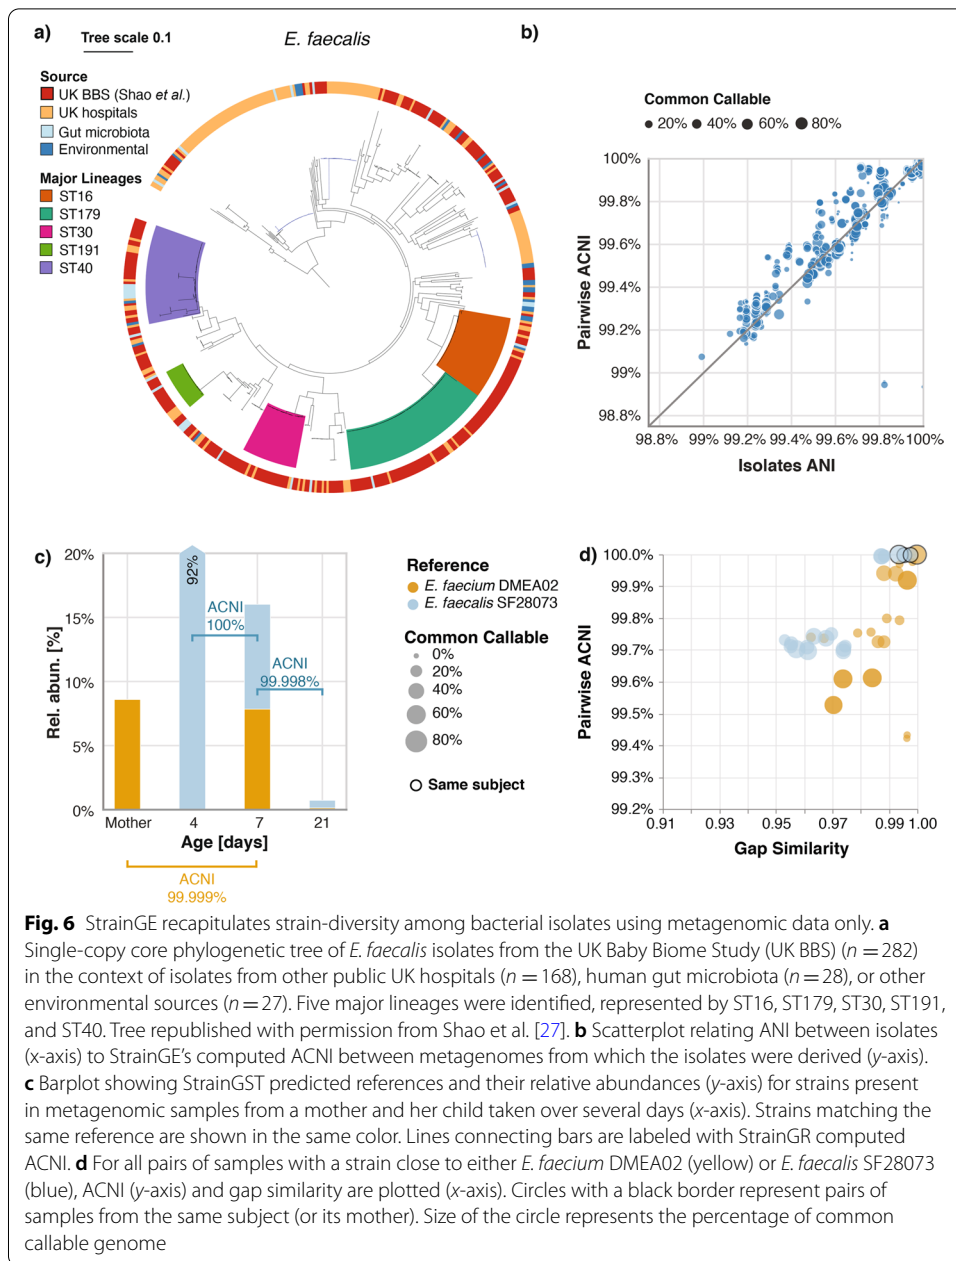 a)
Tree scale 0.1
E. faecalis
Source
UK BBS (Shao et al.)
UK hospitals
Gut microbiota
Environmental
Major Lineages
ST16
ST179
ST30
ST191
ST40
b)
Common Callable
20% 40% 60% 80%
Pairwise ACNI
100%
99.8%
99.6%
99.4%
99.2%
99%
98.8%
98.8% 99% 99.2% 99.4% 99.6% 99.8% 100%
Isolates ANI
c)
Rel. abun. [%]
20%
15%
10%
5%
0%
92%
ACNI
100%
ACNI
99.998%
Mother 4 7 21
Age [days]
ACNI
99.999%
Reference
E. faecium DMEA02
E. faecalis SF28073
Common Callable
0%
20%
40%
60%
80%
Same subject
d)
Pairwise ACNI
100.0%
99.9%
99.8%
99.7%
99.6%
99.5%
99.4%
99.3%
99.2%
0.91 0.93 0.95 0.97 0.99 1.00
Gap Similarity
Fig. 6 StrainGE recapitulates strain-diversity among bacterial isolates using metagenomic data only. a
Single-copy core phylogenetic tree of E. faecalis isolates from the UK Baby Biome Study (UK BBS) (n = 282)
in the context of isolates from other public UK hospitals (n = 168), human gut microbiota (n = 28), or other
environmental sources (n = 27). Five major lineages were identified, represented by ST16, ST179, ST30, ST191,
and ST40. Tree republished with permission from Shao et al. [27]. b Scatterplot relating ANI between isolates
(x-axis) to StrainGE's computed ACNI between metagenomes from which the isolates were derived (y-axis).
c Barplot showing StrainGST predicted references and their relative abundances (y-axis) for strains present
in metagenomic samples from a mother and her child taken over several days (x-axis). Strains matching the
same reference are shown in the same color. Lines connecting bars are labeled with StrainGR computed
ACNI. d For all pairs of samples with a strain close to either E. faecium DMEA02 (yellow) or E. faecalis SF28073
(blue), ACNI (y-axis) and gap similarity are plotted (x-axis). Circles with a black border represent pairs of
samples from the same subject (or its mother). Size of the circle represents the percentage of common
callable genome